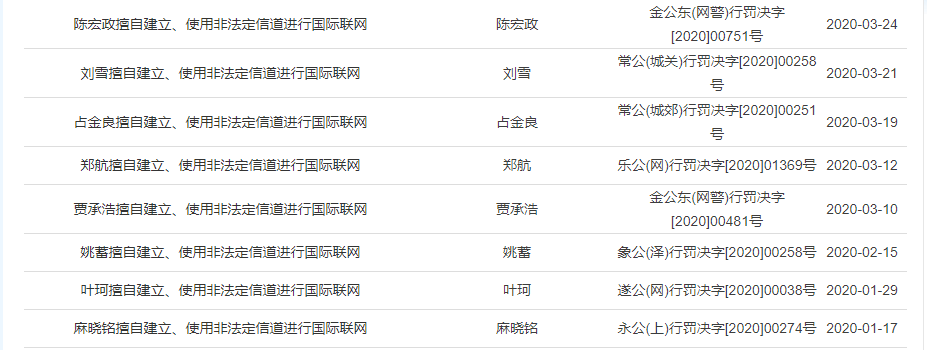 陈宏政擅自建立、使用非法定信道进行国际联网 陈宏政 金公东(网警)行罚决字 2020-03-24
[2020]00751号
刘雪擅自建立、使用非法定信道进行国际联网 刘雪 常公(城关)行罚决字[2020]00258 2020-03-21
号
占金良擅自建立、使用非法定信道进行国际联网 占金良 常公(城郊)行罚决字[2020]00251 2020-03-19
号
郑航擅自建立、使用非法定信道进行国际联网 郑航 乐公(网)行罚决字[2020]01369号 2020-03-12
贾承浩擅自建立、使用非法定信道进行国际联网 贾承浩 金公东(网警)行罚决字 2020-03-10
[2020]00481号
姚蓄擅自建立、使用非法定信道进行国际联网 姚蓄 象公(泽)行罚决字[2020]00258号 2020-02-15
叶珂擅自建立、使用非法定信道进行国际联网 叶珂 遂公(网)行罚决字[2020]00038号 2020-01-29
麻晓铭擅自建立、使用非法定信道进行国际联网 麻晓铭 永公(上)行罚决字[2020]00274号 2020-01-17